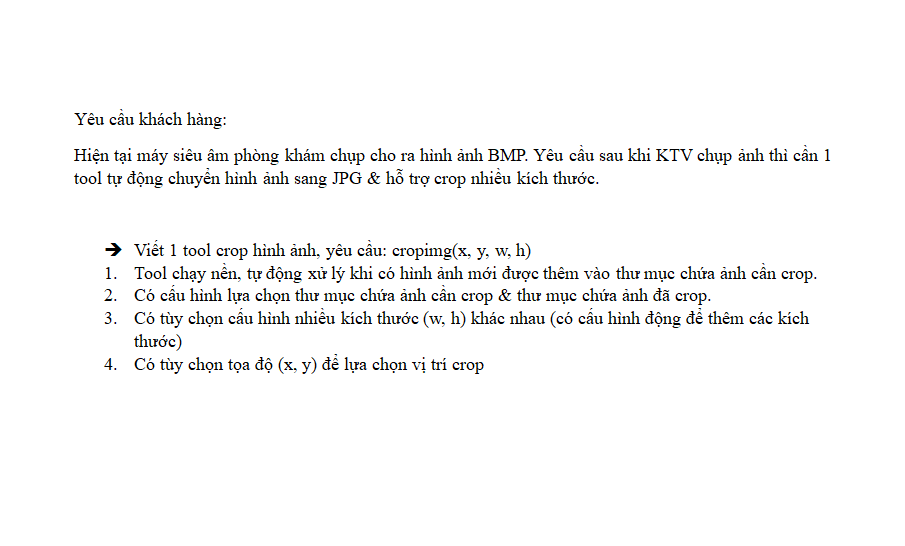 Yêu cầu khách hàng:
Hiện tại máy siêu âm phòng khám chụp cho ra hình ảnh BMP. Yêu cầu sau khi KTV chụp ảnh thì cần 1
tool tự động chuyển hình ảnh sang JPG & hỗ trợ crop nhiều kích thước.
➔ Viết 1 tool crop hình ảnh, yêu cầu: cropimg(x, y, w, h)
1. Tool chạy nền, tự động xử lý khi có hình ảnh mới được thêm vào thư mục chứa ảnh cần crop.
2. Có cấu hình lựa chọn thư mục chứa ảnh cần crop & thư mục chứa ảnh đã crop.
3. Có tùy chọn cấu hình nhiều kích thước (w, h) khác nhau (có cấu hình động để thêm các kích
thước)
4. Có tùy chọn tọa độ (x, y) để lựa chọn vị trí crop